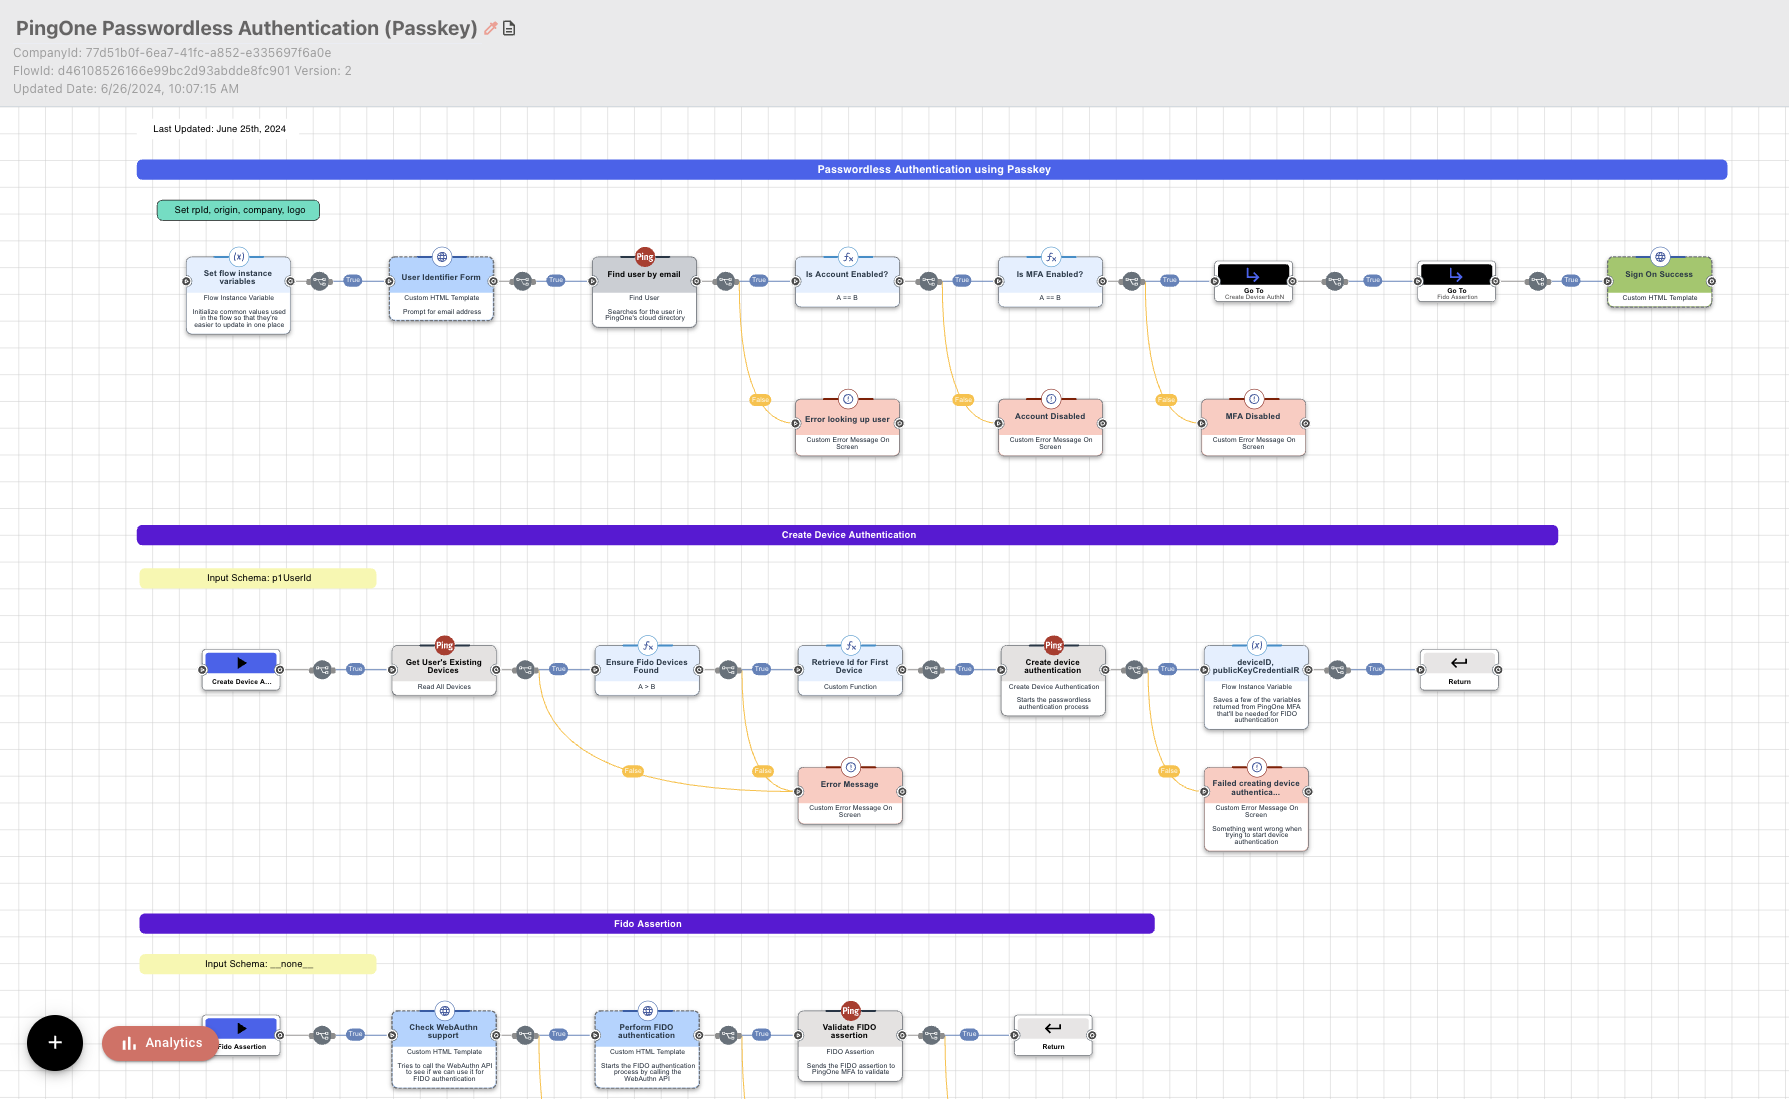 PingOne Passwordless Authentication (Passkey)
CompanyId: 77d51b0f-6ea7-41fc-a852-e335697f6a0e
FlowId: d46108526166e99bc2d93abdde8fc901 Version: 2
Updated Date: 6/26/2024, 10:07:15 AM
Last Updated: June 25th, 2024
Passwordless Authentication using Passkey
Set rpId, origin, company, logo
(x)
Set flow instance
variables
Flow Instance Variable
Initialize common values used
in the flow so that they're
easier to update in one place
True
User Identifier Form
Custom HTML Template
Prompt for email address
True
Ping
Find user by email
Find User
Searches for the user in
PingOne's cloud directory
True
fx
Is Account Enabled?
A == B
True
fx
Is MFA Enabled?
A == B
True
Go To
Create Device AuthN
True
Go To
Fido Assertion
True
Sign On Success
Custom HTML Template
False
Error looking up user
Custom Error Message On
Screen
False
Account Disabled
Custom Error Message On
Screen
False
MFA Disabled
Custom Error Message On
Screen
Create Device Authentication
Input Schema: p1UserId
Create Device A...
True
Ping
Get User's Existing
Devices
Read All Devices
True
fx
Ensure Fido Devices
Found
A > B
True
fx
Retrieve Id for First
Device
Custom Function
True
Ping
Create device
authentication
Create Device Authentication
Starts the passwordless
authentication process
True
(x)
deviceID,
publicKeyCredentialR
Flow Instance Variable
Saves a few of the variables
returned from PingOne MFA
that'll be needed for FIDO
authentication
True
Return
False
False
Error Message
Custom Error Message On
Screen
False
Failed creating device
authentica...
Custom Error Message On
Screen
Something went wrong when
trying to start device
authentication
Fido Assertion
Input Schema: __none__
Fido Assertion
True
Check WebAuthn
support
Custom HTML Template
Tries to call the WebAuthn API
to see if we can use it for
FIDO authentication
True
Perform FIDO
authentication
Custom HTML Template
Starts the FIDO authentication
process by calling the
WebAuthn API
True
Ping
Validate FIDO
assertion
FIDO Assertion
Sends the FIDO assertion to
PingOne MFA to validate
True
Return
+
Analytics